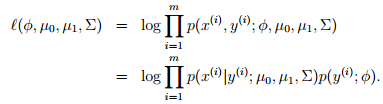 ℓ(φ, μ₀, μ₁, Σ) = log ∏_{i=1}^{m} p(x^{(i)}, y^{(i)}; φ, μ₀, μ₁, Σ)
= log ∏_{i=1}^{m} p(x^{(i)}|y^{(i)}; μ₀, μ₁, Σ)p(y^{(i)}; φ).